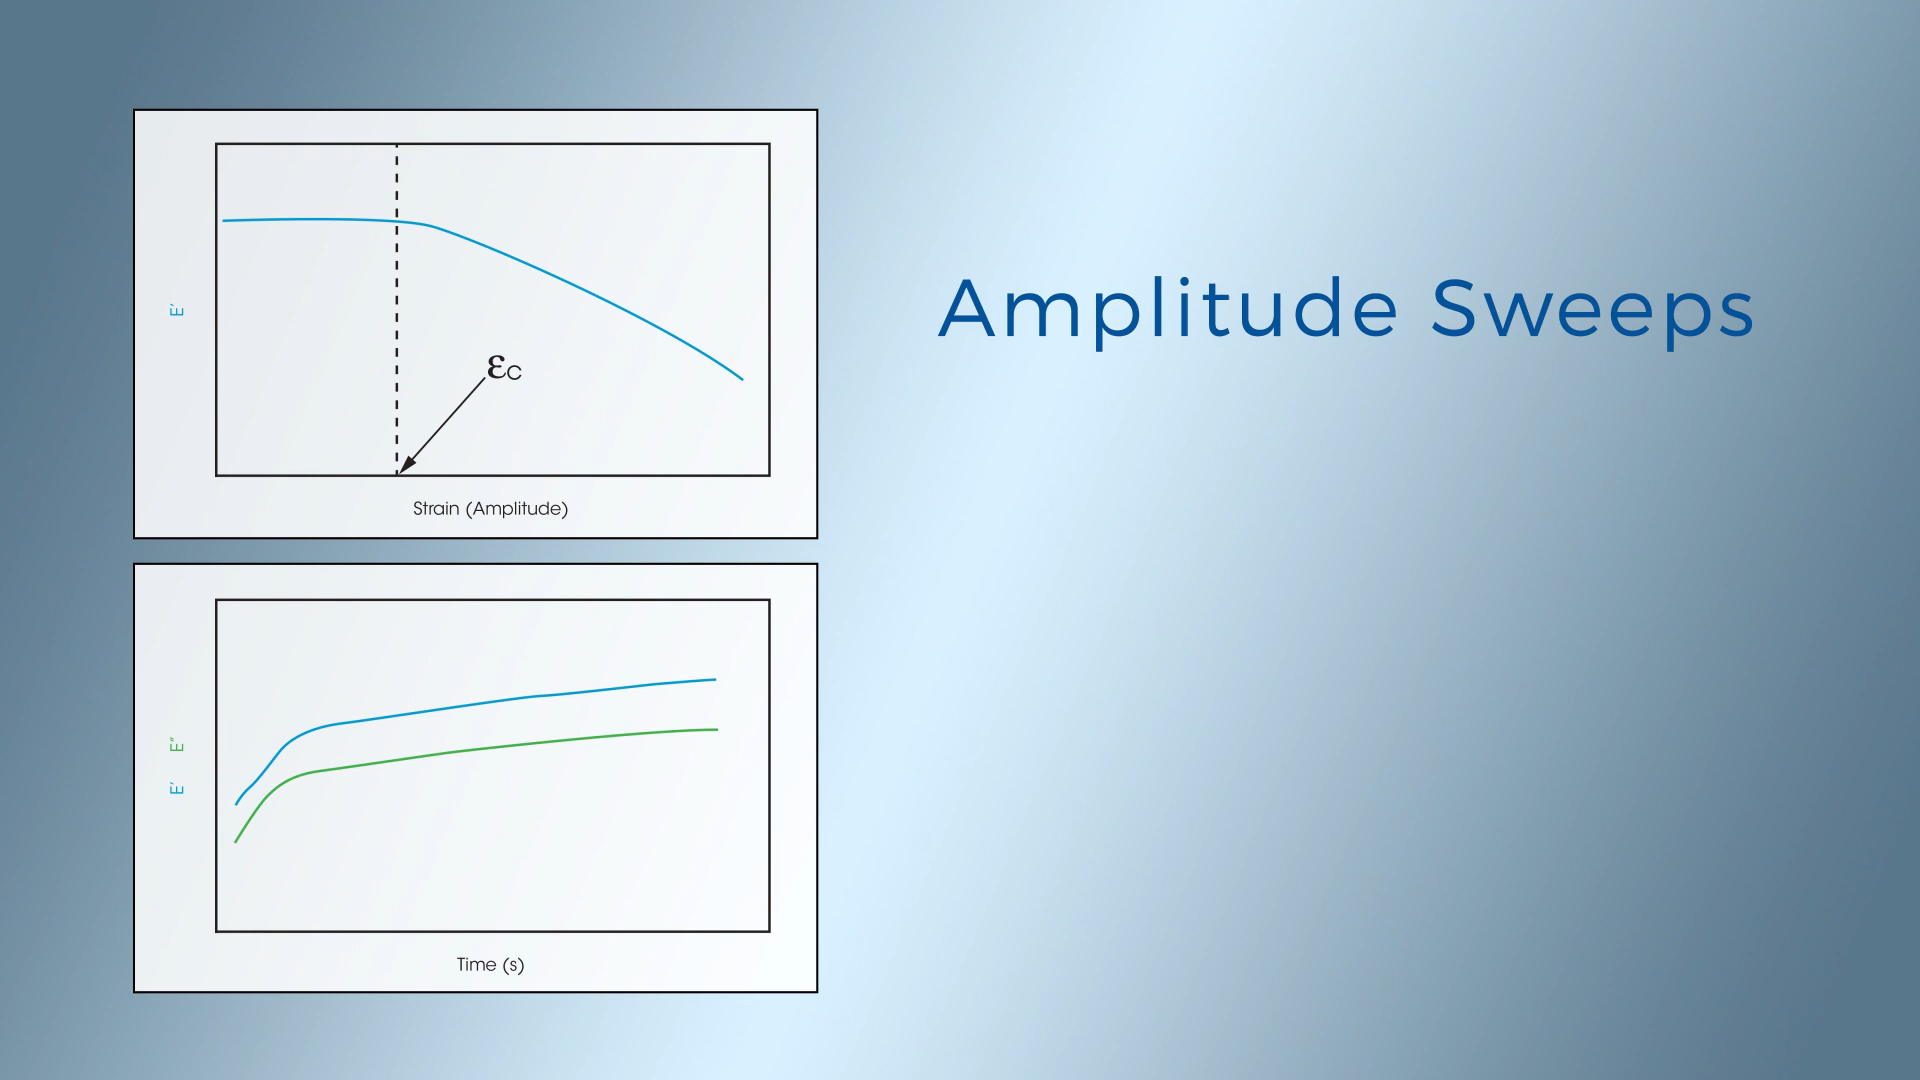 Amplitude Sweeps
E`
εc
Strain (Amplitude)
E` E"
Time (s)